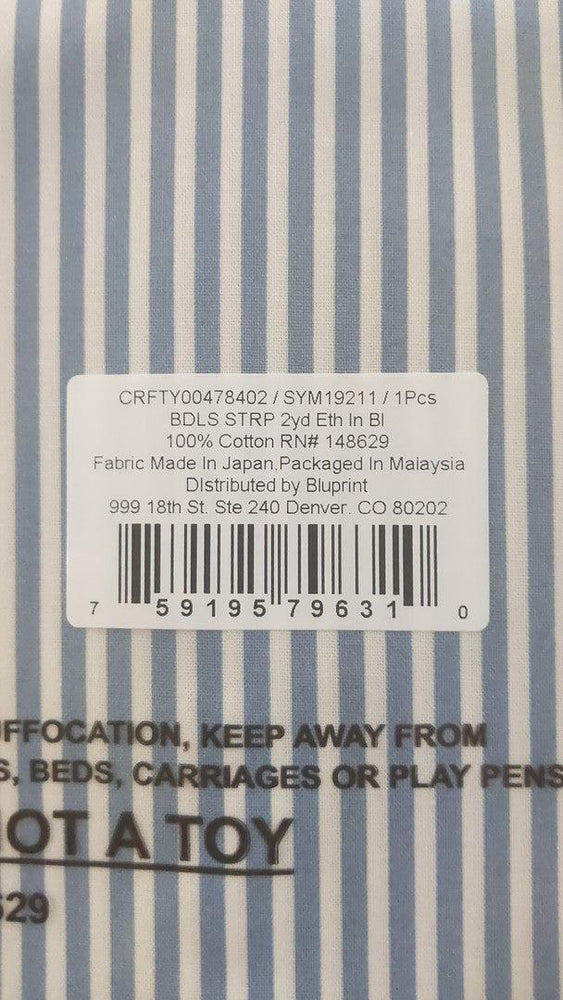 CRFTY00478402 / SYM19211 / 1Pcs
BDLS STRP 2yd Eth In Bl
100% Cotton RN# 148629
Fabric Made In Japan,Packaged In Malaysia
DIstributed by Bluprint
999 18th St. Ste 240 Denver. CO 80202
7 59195 79631 0
UFFOCATION, KEEP AWAY FROM
S, BEDS, CARRIAGES OR PLAY PENS
NOT A TOY
629